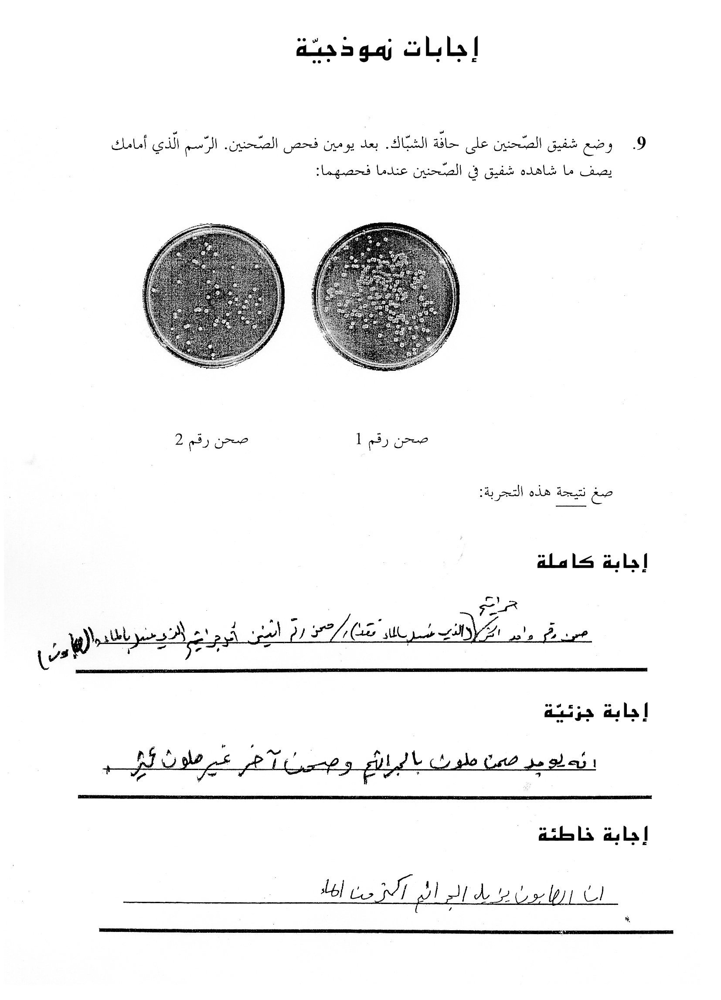 إجابات نموذجيّة
9. وضع شفيق الصّحنين على حافّة الشبّاك. بعد يومين فحص الصّحنين. الرّسم الّذي أمامك
يصف ما شاهده شفيق في الصّحنين عندما فحصهما:
صحن رقم 1
صحن رقم 2
صغ نتيجة هذه التجربة:
إجابة كاملة
جراثيم
صحن رقم واحد اكثر (الذي غسل بالماء فقط) / صحن رقم اثنين أقل جراثيم (الذي غسل بالماء والصابون)
إجابة جزئيّة
انه يوجد صحن ملوث بالجراثيم وصحن آخر غير ملوث كثير
إجابة خاطئة
ان الصابون يزيل الجراثيم اكثر من الماء